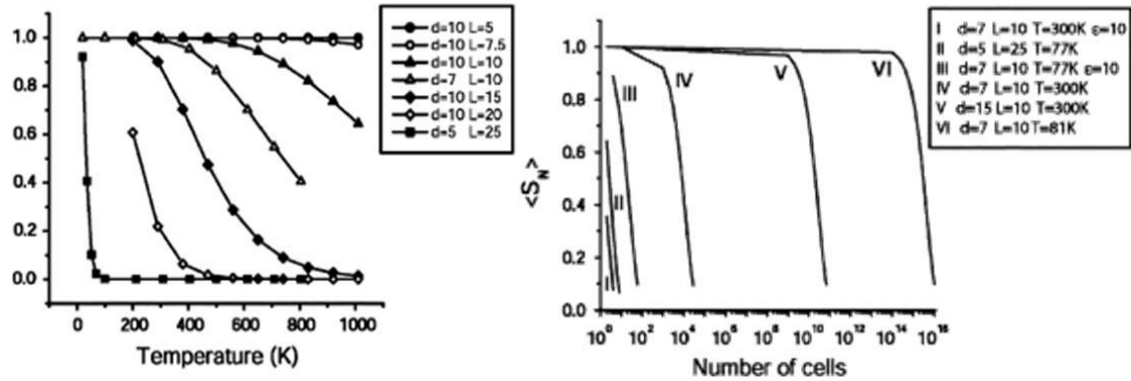 1.0
0.8
0.6
0.4
0.2
0.0
0 200 400 600 800 1000
Temperature (K)
d=10 L=5
d=10 L=7.5
d=10 L=10
d=7 L=10
d=10 L=15
d=10 L=20
d=5 L=25
1.0
0.8
0.6
0.4
0.2
0.0
<S_N>
I
II
III
IV
V
VI
10^0 10^2 10^4 10^6 10^8 10^10 10^12 10^14 10^16
Number of cells
I d=7 L=10 T=300K ε=10
II d=5 L=25 T=77K
III d=7 L=10 T=77K ε=10
IV d=7 L=10 T=300K
V d=15 L=10 T=300K
VI d=7 L=10 T=81K